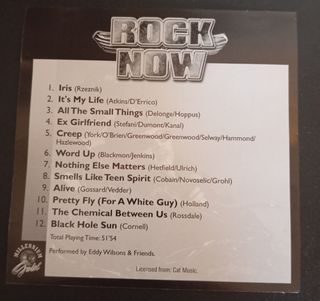 ROCK
NOW
1. Iris (Rzeznik)
2. It's My Life (Atkins/D'Errico)
3. All The Small Things (Delonge/Hoppus)
4. Ex Girlfriend (Stefani/Dumont/Kanal)
5. Creep (York/O'Brien/Greenwood/Greenwood/Selway/Hammond/
Hazlewood)
6. Word Up (Blackmon/Jenkins)
7. Nothing Else Matters (Hetfield/Ulrich)
8. Smells Like Teen Spirit (Cobain/Novoselic/Grohl)
9. Alive (Gossard/Vedder)
10. Pretty Fly (For A White Guy) (Holland)
11. The Chemical Between Us (Rossdale)
12. Black Hole Sun (Cornell)
Total Playing Time: 51'54
Performed by Eddy Wilsons & Friends.
Licensed from: Cat Music.
MILLENNIUM
Gold